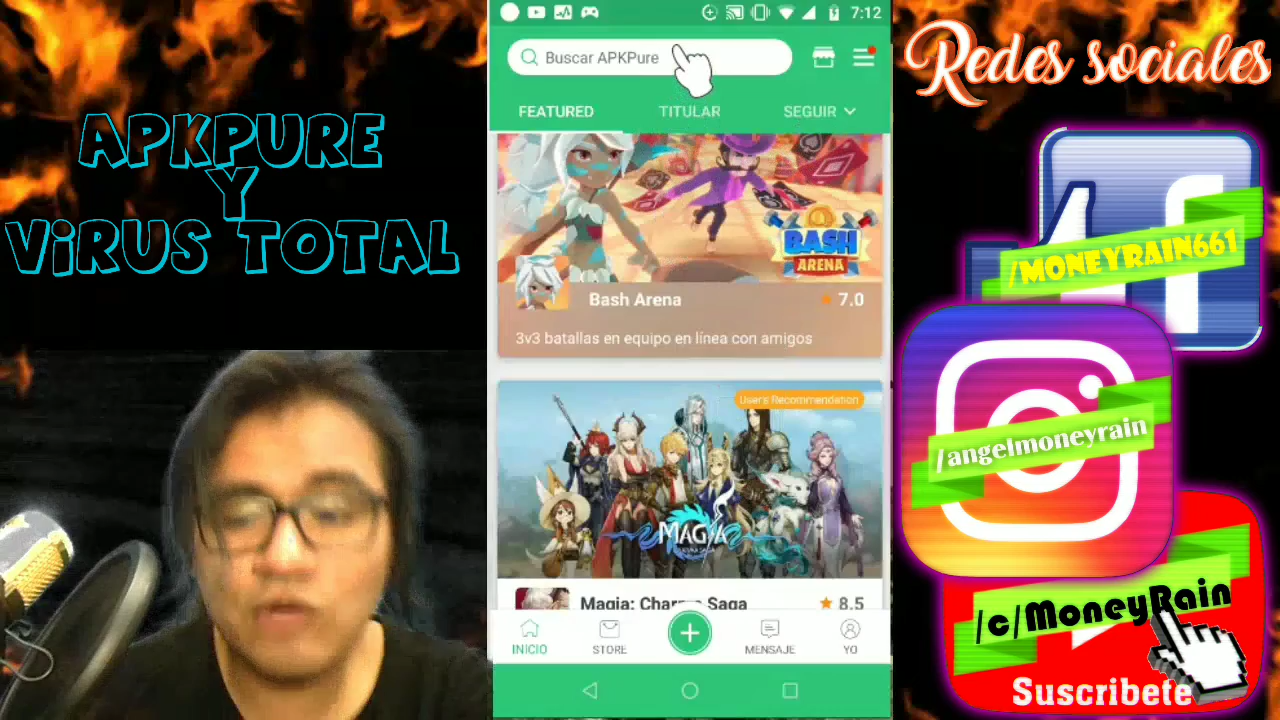 APKPURE
Y
VIRUS TOTAL
7:12
Buscar APKPure
FEATURED
TITULAR
SEGUIR
BASH
ARENA
Bash Arena
7.0
3v3 batallas en equipo en línea con amigos
User's Recommendation
MAGIA
Magia: Charma Saga
8.5
INICIO
STORE
MENSAJE
YO
Redes sociales
/MONEYRAIN661
/angelmoneyrain
/c/MoneyRain
Suscribete